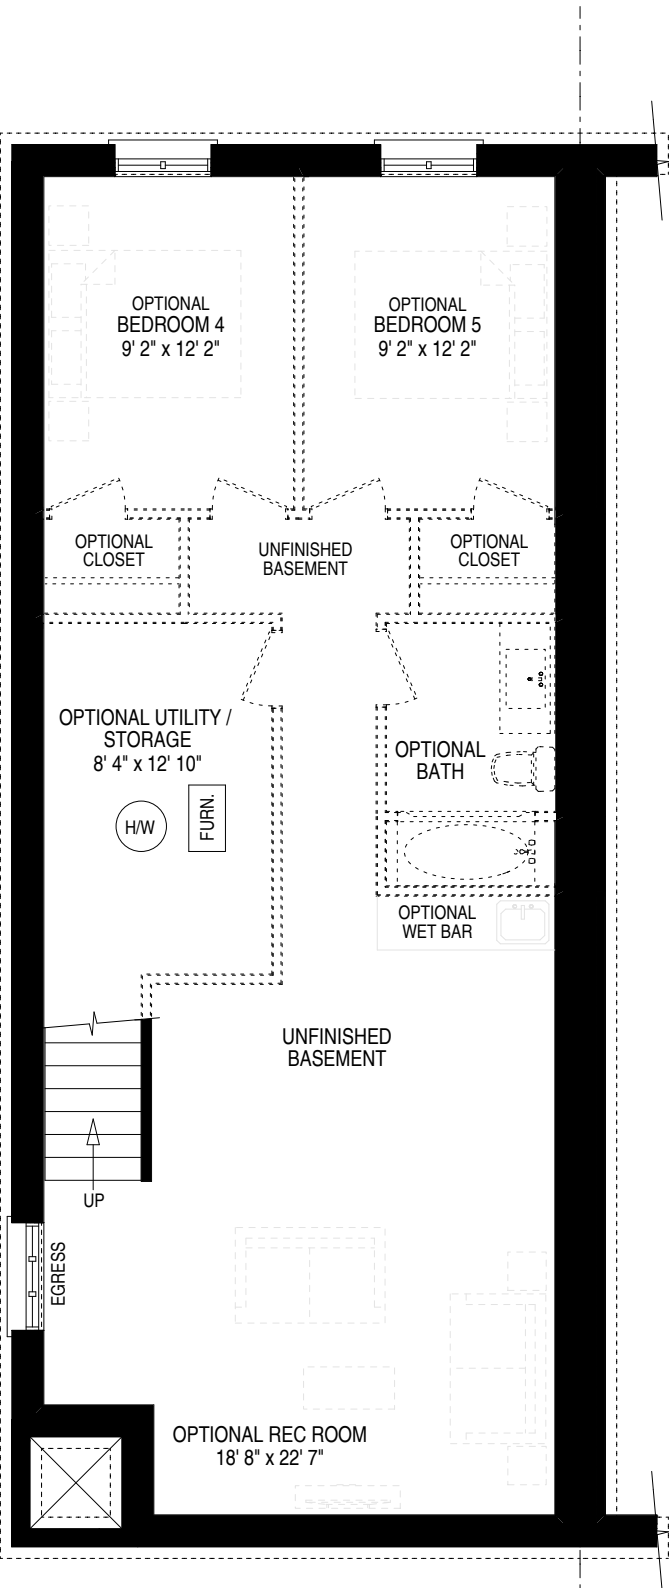 OPTIONAL
BEDROOM 4
9' 2" x 12' 2"
OPTIONAL
BEDROOM 5
9' 2" x 12' 2"
OPTIONAL
CLOSET
UNFINISHED
BASEMENT
OPTIONAL
CLOSET
OPTIONAL UTILITY /
STORAGE
8' 4" x 12' 10"
H/W
FURN.
OPTIONAL
BATH
OPTIONAL
WET BAR
UNFINISHED
BASEMENT
UP
EGRESS
OPTIONAL REC ROOM
18' 8" x 22' 7"